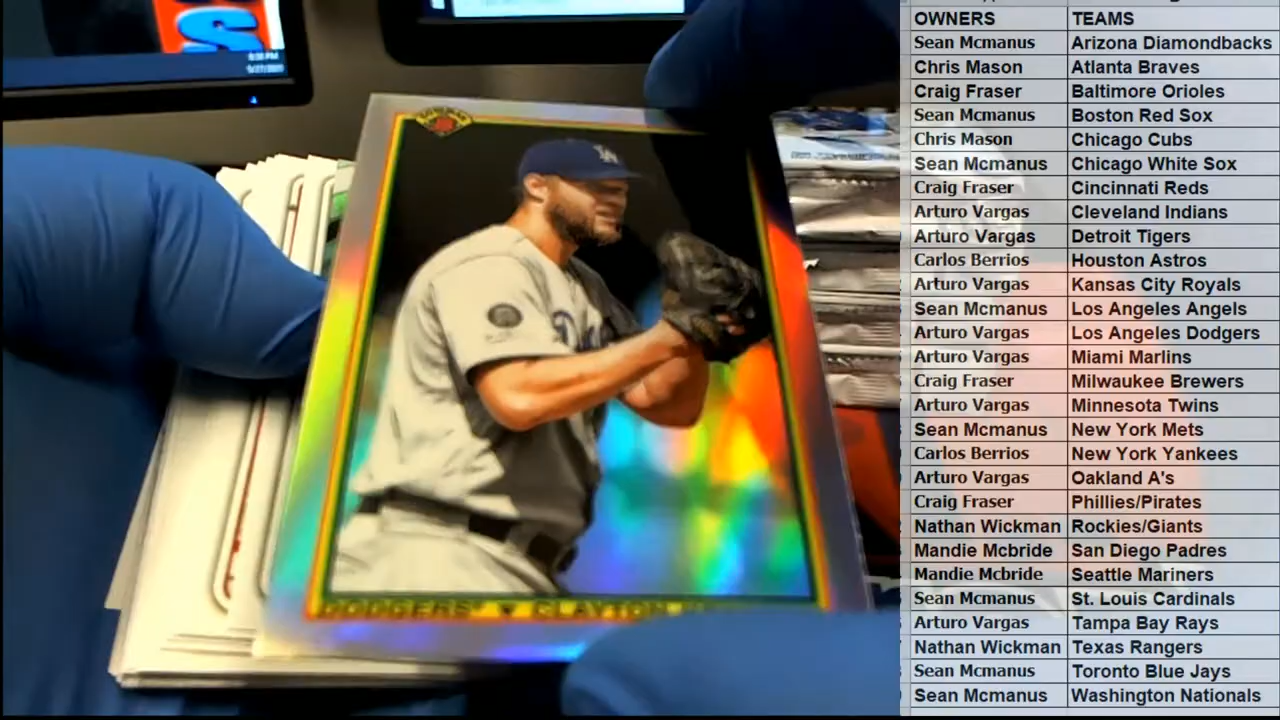 S
BOWMAN
LA
DODGERS CLAYTON
OWNERS TEAMS
Sean Mcmanus Arizona Diamondbacks
Chris Mason Atlanta Braves
Craig Fraser Baltimore Orioles
Sean Mcmanus Boston Red Sox
Chris Mason Chicago Cubs
Sean Mcmanus Chicago White Sox
Craig Fraser Cincinnati Reds
Arturo Vargas Cleveland Indians
Arturo Vargas Detroit Tigers
Carlos Berrios Houston Astros
Arturo Vargas Kansas City Royals
Sean Mcmanus Los Angeles Angels
Arturo Vargas Los Angeles Dodgers
Arturo Vargas Miami Marlins
Craig Fraser Milwaukee Brewers
Arturo Vargas Minnesota Twins
Sean Mcmanus New York Mets
Carlos Berrios New York Yankees
Arturo Vargas Oakland A's
Craig Fraser Phillies/Pirates
Nathan Wickman Rockies/Giants
Mandie Mcbride San Diego Padres
Mandie Mcbride Seattle Mariners
Sean Mcmanus St. Louis Cardinals
Arturo Vargas Tampa Bay Rays
Nathan Wickman Texas Rangers
Sean Mcmanus Toronto Blue Jays
Sean Mcmanus Washington Nationals